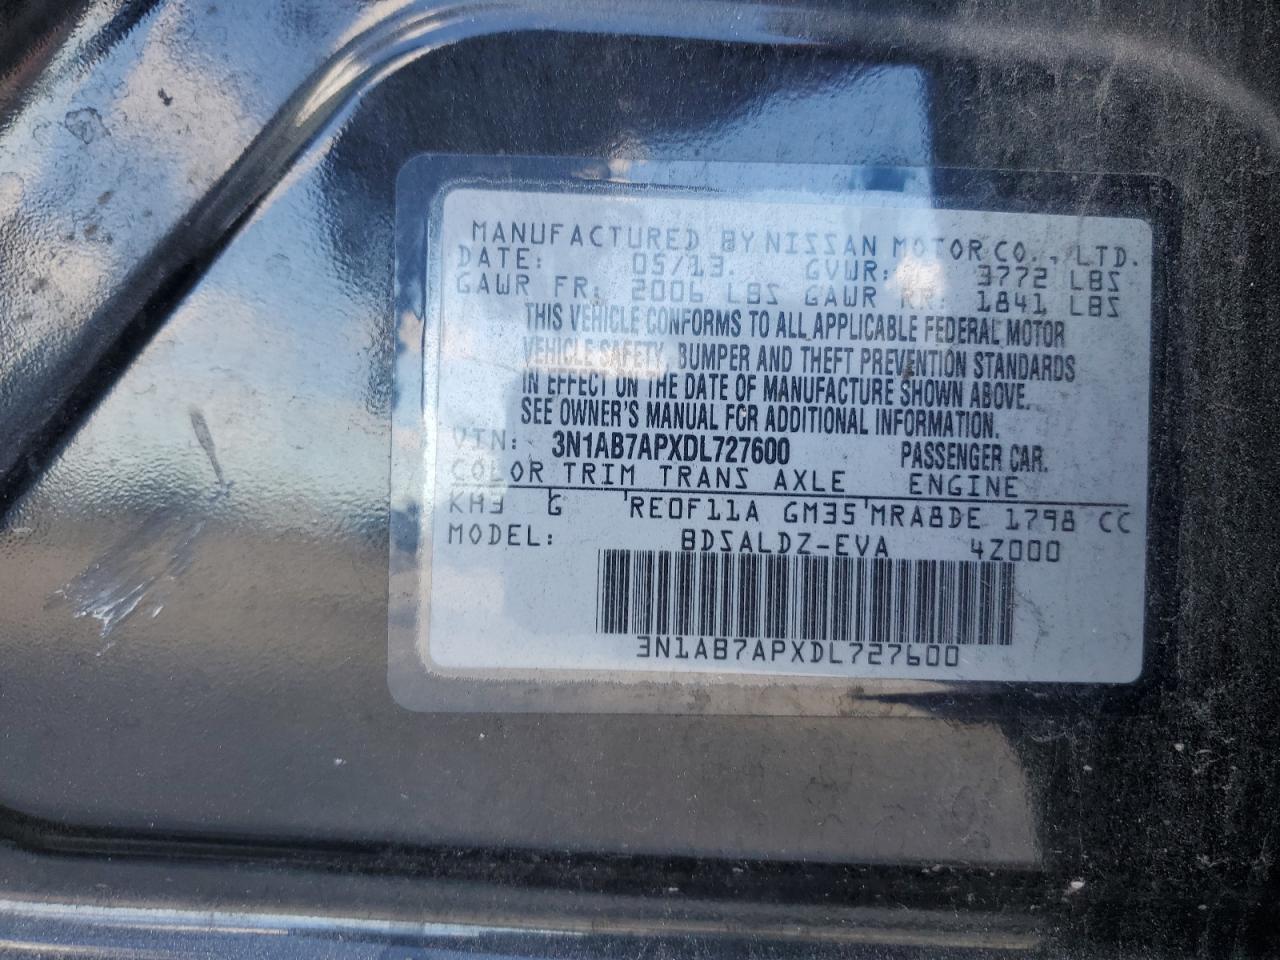 MANUFACTURED BY NISSAN MOTOR CO., LTD.
DATE: 05/13. GVWR: 3772 LBS
GAWR FR: 2006 LBS GAWR RR: 1841 LBS
THIS VEHICLE CONFORMS TO ALL APPLICABLE FEDERAL MOTOR
VEHICLE SAFETY, BUMPER AND THEFT PREVENTION STANDARDS
IN EFFECT ON THE DATE OF MANUFACTURE SHOWN ABOVE.
SEE OWNER'S MANUAL FOR ADDITIONAL INFORMATION.
VIN: 3N1AB7APXDL727600 PASSENGER CAR.
COLOR TRIM TRANS AXLE ENGINE
KH3 G RE0F11A GM35 MRA8DE 1798 CC
MODEL: BDSALDZ-EVA 4Z000
3N1AB7APXDL727600